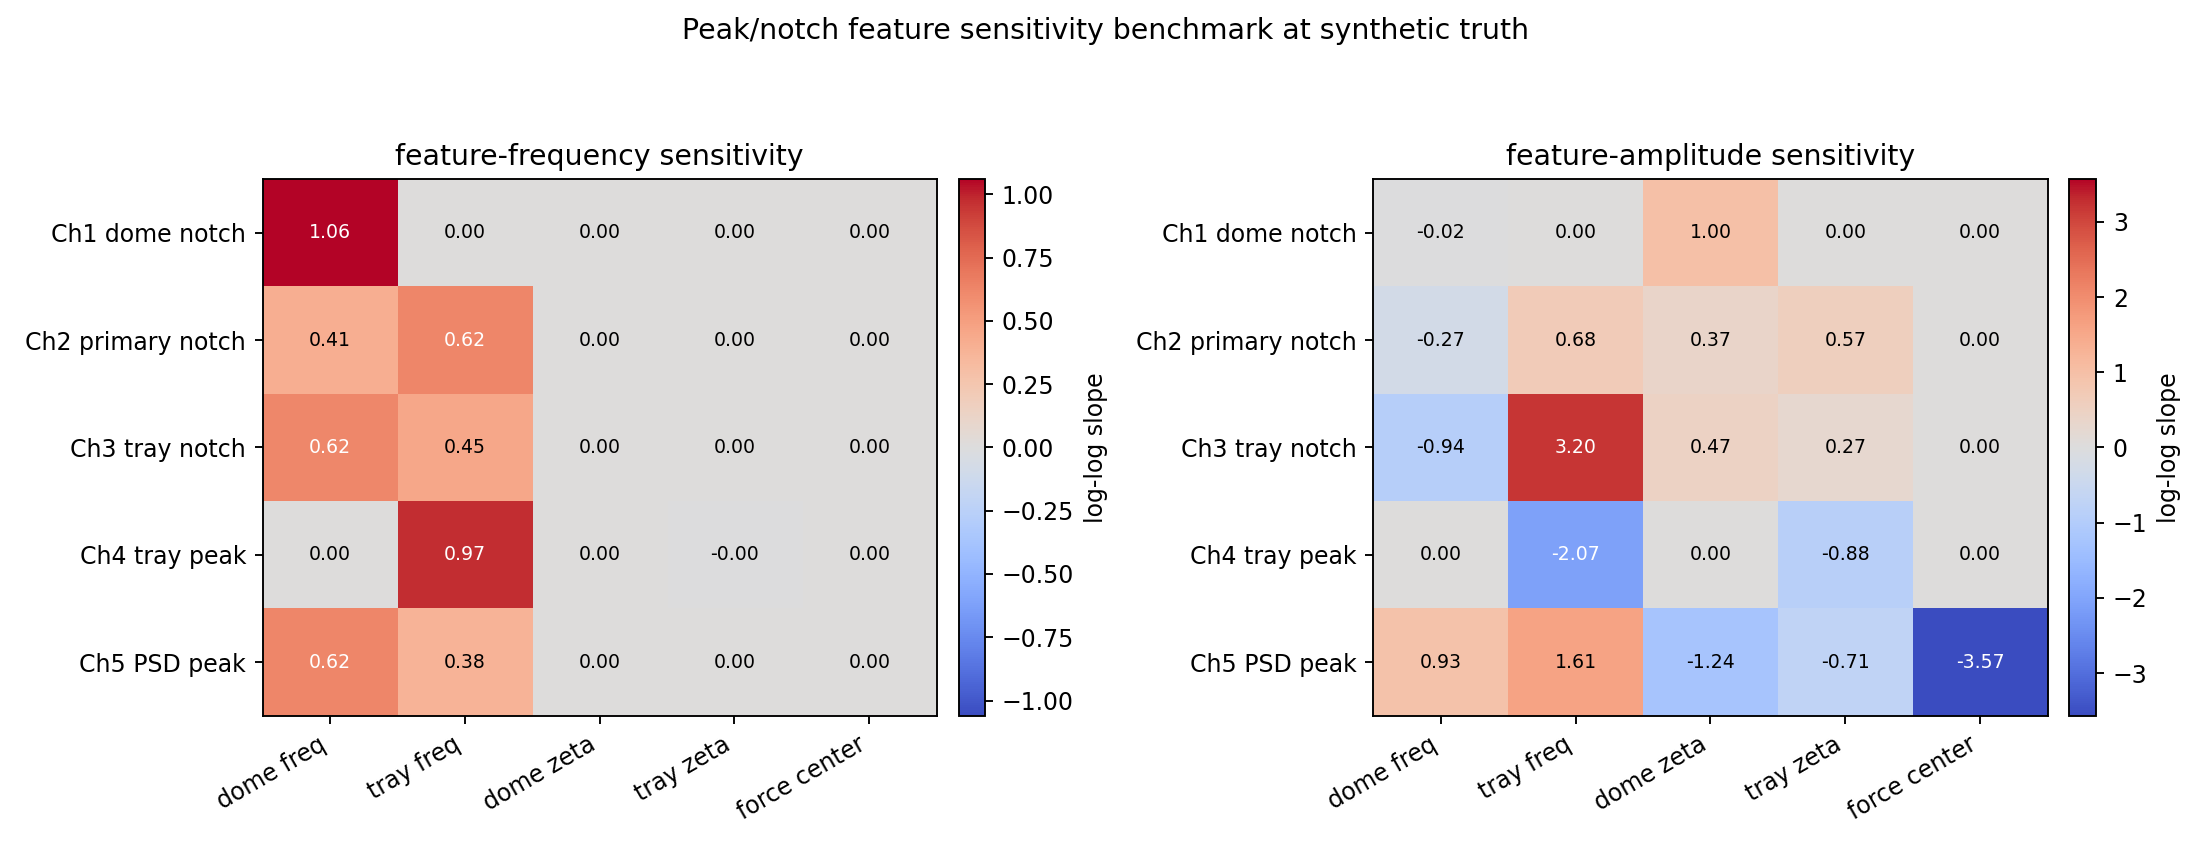 Peak/notch feature sensitivity benchmark at synthetic truth
feature-frequency sensitivity
Ch1 dome notch 1.06 0.00 0.00 0.00 0.00
Ch2 primary notch 0.41 0.62 0.00 0.00 0.00
Ch3 tray notch 0.62 0.45 0.00 0.00 0.00
Ch4 tray peak 0.00 0.97 0.00 -0.00 0.00
Ch5 PSD peak 0.62 0.38 0.00 0.00 0.00
dome freq tray freq dome zeta tray zeta force center
1.00
0.75
0.50
0.25
0.00
−0.25
−0.50
−0.75
−1.00
log-log slope
feature-amplitude sensitivity
Ch1 dome notch -0.02 0.00 1.00 0.00 0.00
Ch2 primary notch -0.27 0.68 0.37 0.57 0.00
Ch3 tray notch -0.94 3.20 0.47 0.27 0.00
Ch4 tray peak 0.00 -2.07 0.00 -0.88 0.00
Ch5 PSD peak 0.93 1.61 -1.24 -0.71 -3.57
dome freq tray freq dome zeta tray zeta force center
3
2
1
0
−1
−2
−3
log-log slope